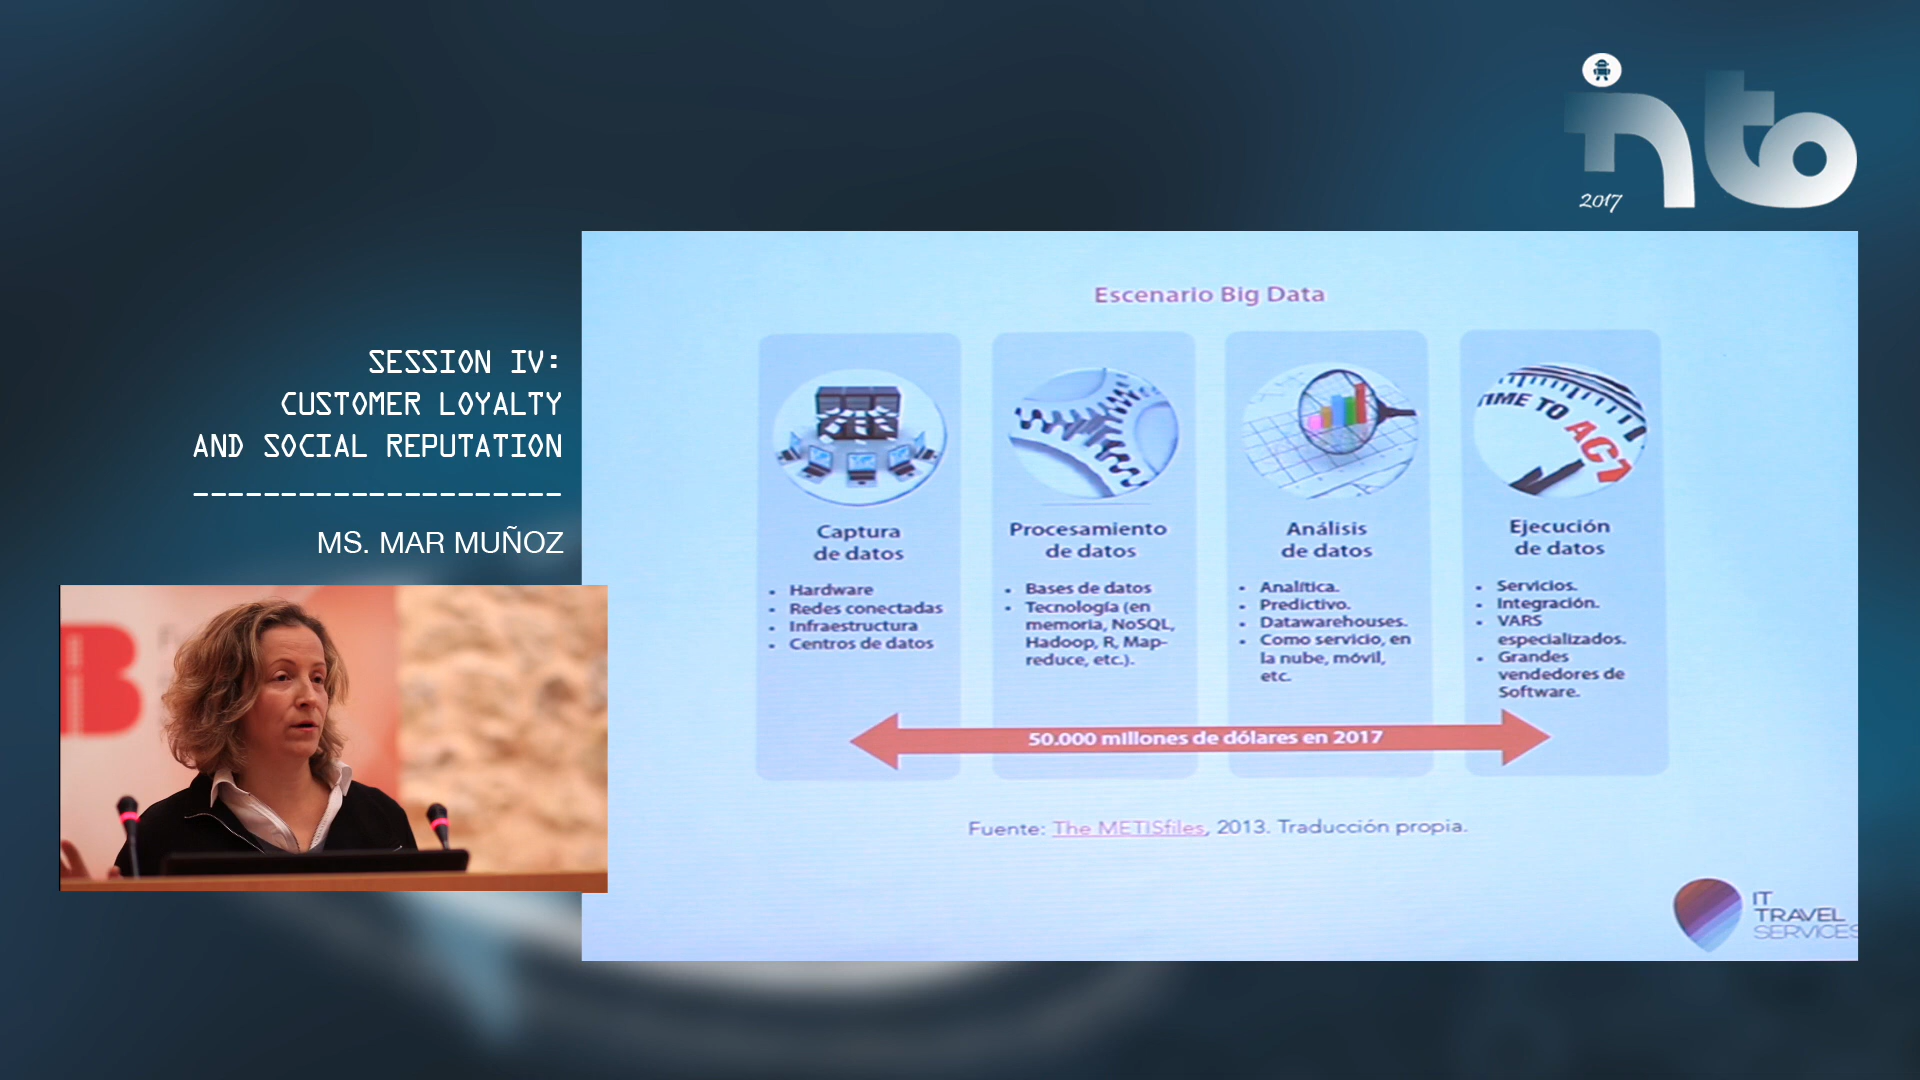 into
2017
SESSION IV:
CUSTOMER LOYALTY
AND SOCIAL REPUTATION
---------------------
MS. MAR MUÑOZ
Escenario Big Data
TIME TO ACT
Captura
de datos
• Hardware
• Redes conectadas
• Infraestructura
• Centros de datos
Procesamiento
de datos
• Bases de datos
• Tecnología (en
memoria, NoSQL,
Hadoop, R, Map-
reduce, etc.).
Análisis
de datos
• Analítica.
• Predictivo.
• Datawarehouses.
• Como servicio, en
la nube, móvil,
etc.
Ejecución
de datos
• Servicios.
• Integración.
• VARS
especializados.
• Grandes
vendedores de
Software.
50.000 millones de dólares en 2017
Fuente: The METISfiles, 2013. Traducción propia.
IT
TRAVEL
SERVICES